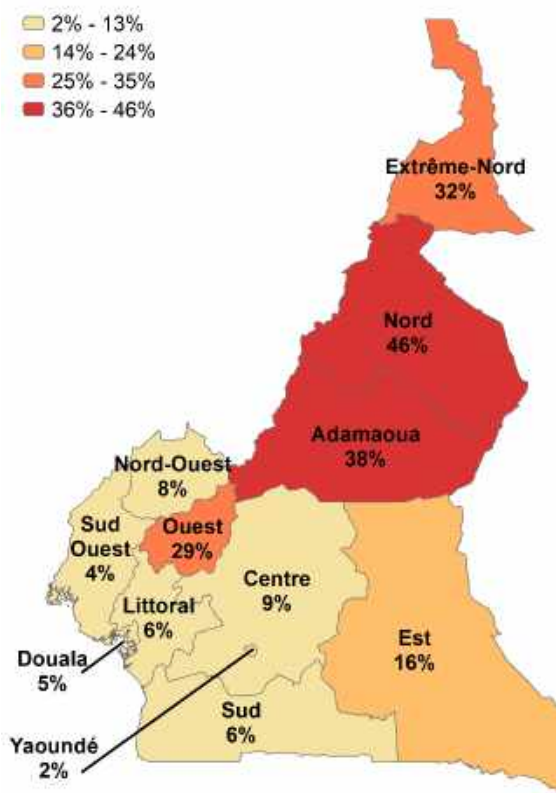 2% - 13%
14% - 24%
25% - 35%
36% - 46%
Extrême-Nord
32%
Nord
46%
Adamaoua
38%
Nord-Ouest
8%
Ouest
29%
Sud
Ouest
4%
Centre
9%
Littoral
6%
Est
16%
Douala
5%
Sud
6%
Yaoundé
2%